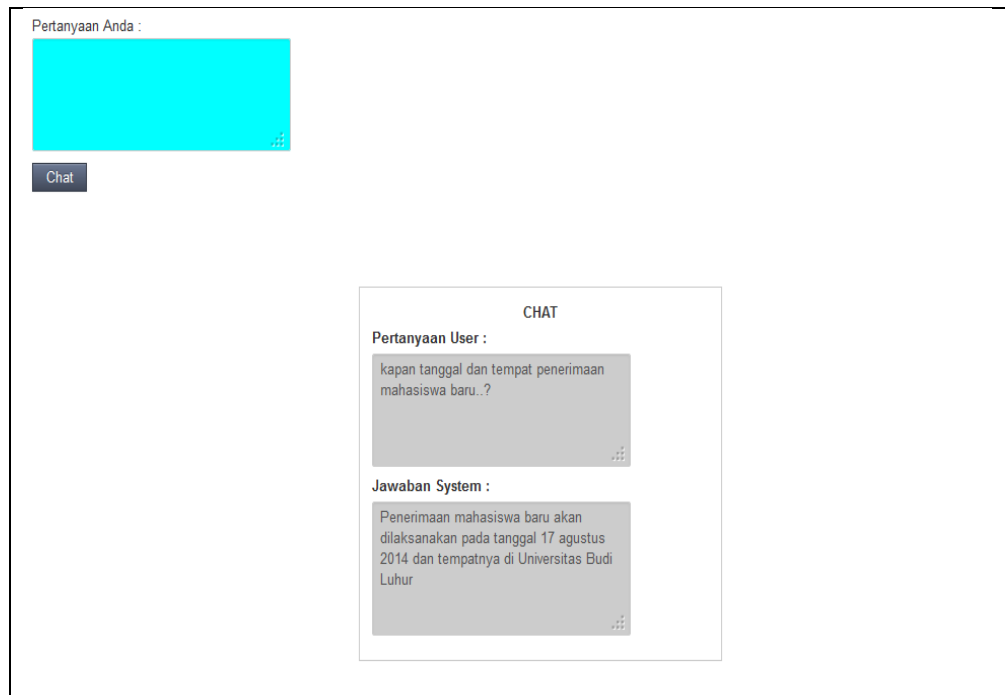 Pertanyaan Anda :
Chat
CHAT
Pertanyaan User :
kapan tanggal dan tempat penerimaan
mahasiswa baru..?
Jawaban System :
Penerimaan mahasiswa baru akan
dilaksanakan pada tanggal 17 agustus
2014 dan tempatnya di Universitas Budi
Luhur